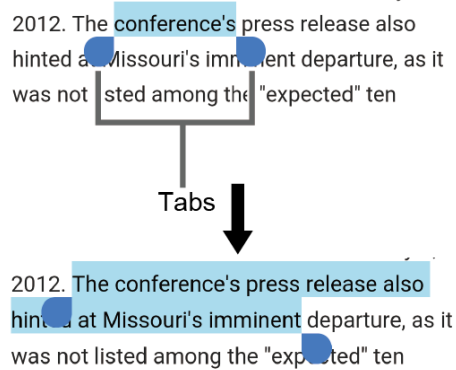 2012. The conference's press release also
hinted a Missouri's imminent departure, as it
was not listed among the "expected" ten
Tabs
2012. The conference's press release also
hinted at Missouri's imminent departure, as it
was not listed among the "expected" ten